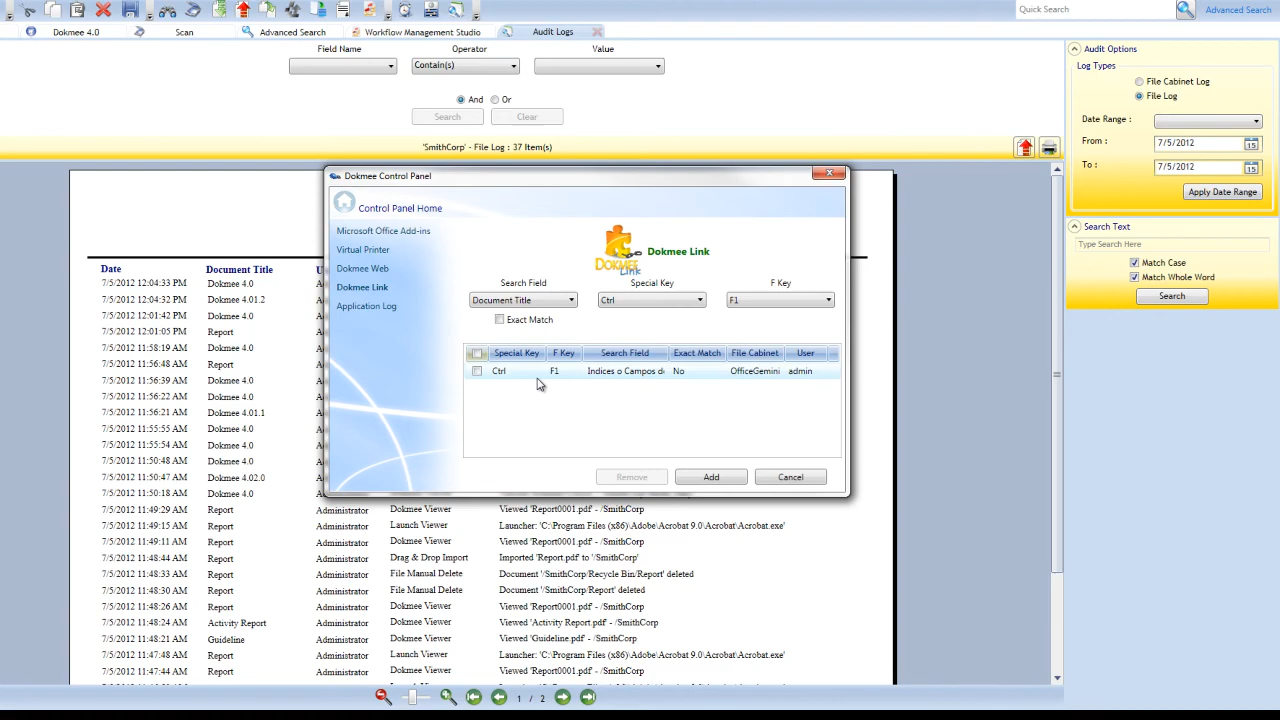 Quick Search
Advanced Search
Dokmee 4.0
Scan
Advanced Search
Workflow Management Studio
Audit Logs
Field Name
Operator
Value
Contain(s)
And
Or
Search
Clear
'SmithCorp' - File Log : 37 Item(s)
Audit Options
Log Types
File Cabinet Log
File Log
Date Range :
From :
7/5/2012
15
To :
7/5/2012
15
Apply Date Range
Search Text
Type Search Here
Match Case
Match Whole Word
Search
Dokmee Control Panel
Control Panel Home
Microsoft Office Add-ins
Virtual Printer
Dokmee Web
Dokmee Link
Application Log
DOKMEE
Link
Dokmee Link
Search Field
Special Key
F Key
Document Title
Ctrl
F1
Exact Match
Special Key F Key Search Field Exact Match File Cabinet User
Ctrl F1 Indices o Campos de No OfficeGemini admin
Remove
Add
Cancel
Date Document Title
7/5/2012 12:04:33 PM Dokmee 4.0
7/5/2012 12:04:32 PM Dokmee 4.01.2
7/5/2012 12:01:42 PM Dokmee 4.0
7/5/2012 12:01:05 PM Report
7/5/2012 11:58:19 AM Dokmee 4.0
7/5/2012 11:56:48 AM Report
7/5/2012 11:56:39 AM Dokmee 4.0
7/5/2012 11:56:22 AM Dokmee 4.0
7/5/2012 11:56:21 AM Dokmee 4.01.1
7/5/2012 11:55:55 AM Dokmee 4.0
7/5/2012 11:55:54 AM Dokmee 4.0
7/5/2012 11:50:48 AM Dokmee 4.0
7/5/2012 11:50:47 AM Dokmee 4.02.0
7/5/2012 11:50:18 AM Dokmee 4.0
7/5/2012 11:49:29 AM Report Administrator Dokmee Viewer Viewed 'Report0001.pdf' - /SmithCorp
7/5/2012 11:49:15 AM Report Administrator Launch Viewer Launcher: 'C:\Program Files (x86)\Adobe\Acrobat 9.0\Acrobat\Acrobat.exe'
7/5/2012 11:49:11 AM Report Administrator Dokmee Viewer Viewed 'Report0001.pdf' - /SmithCorp
7/5/2012 11:48:44 AM Report Administrator Drag & Drop Import Imported 'Report.pdf' to '/SmithCorp'
7/5/2012 11:48:33 AM Report Administrator File Manual Delete Document '/SmithCorp/Recycle Bin/Report' deleted
7/5/2012 11:48:30 AM Report Administrator File Manual Delete Document '/SmithCorp/Report' deleted
7/5/2012 11:48:26 AM Report Administrator Dokmee Viewer Viewed 'Report0001.pdf' - /SmithCorp
7/5/2012 11:48:24 AM Activity Report Administrator Dokmee Viewer Viewed 'Activity Report.pdf' - /SmithCorp
7/5/2012 11:48:21 AM Guideline Administrator Dokmee Viewer Viewed 'Guideline.pdf' - /SmithCorp
7/5/2012 11:47:48 AM Report Administrator Launch Viewer Launcher: 'C:\Program Files (x86)\Adobe\Acrobat 9.0\Acrobat\Acrobat.exe'
7/5/2012 11:47:44 AM Report Administrator Dokmee Viewer Viewed 'Report0001.pdf' - /SmithCorp
1 / 2